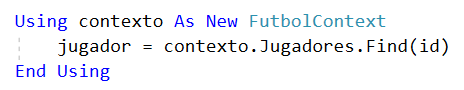 Using contexto As New FutbolContext
    jugador = contexto.Jugadores.Find(id)
End Using